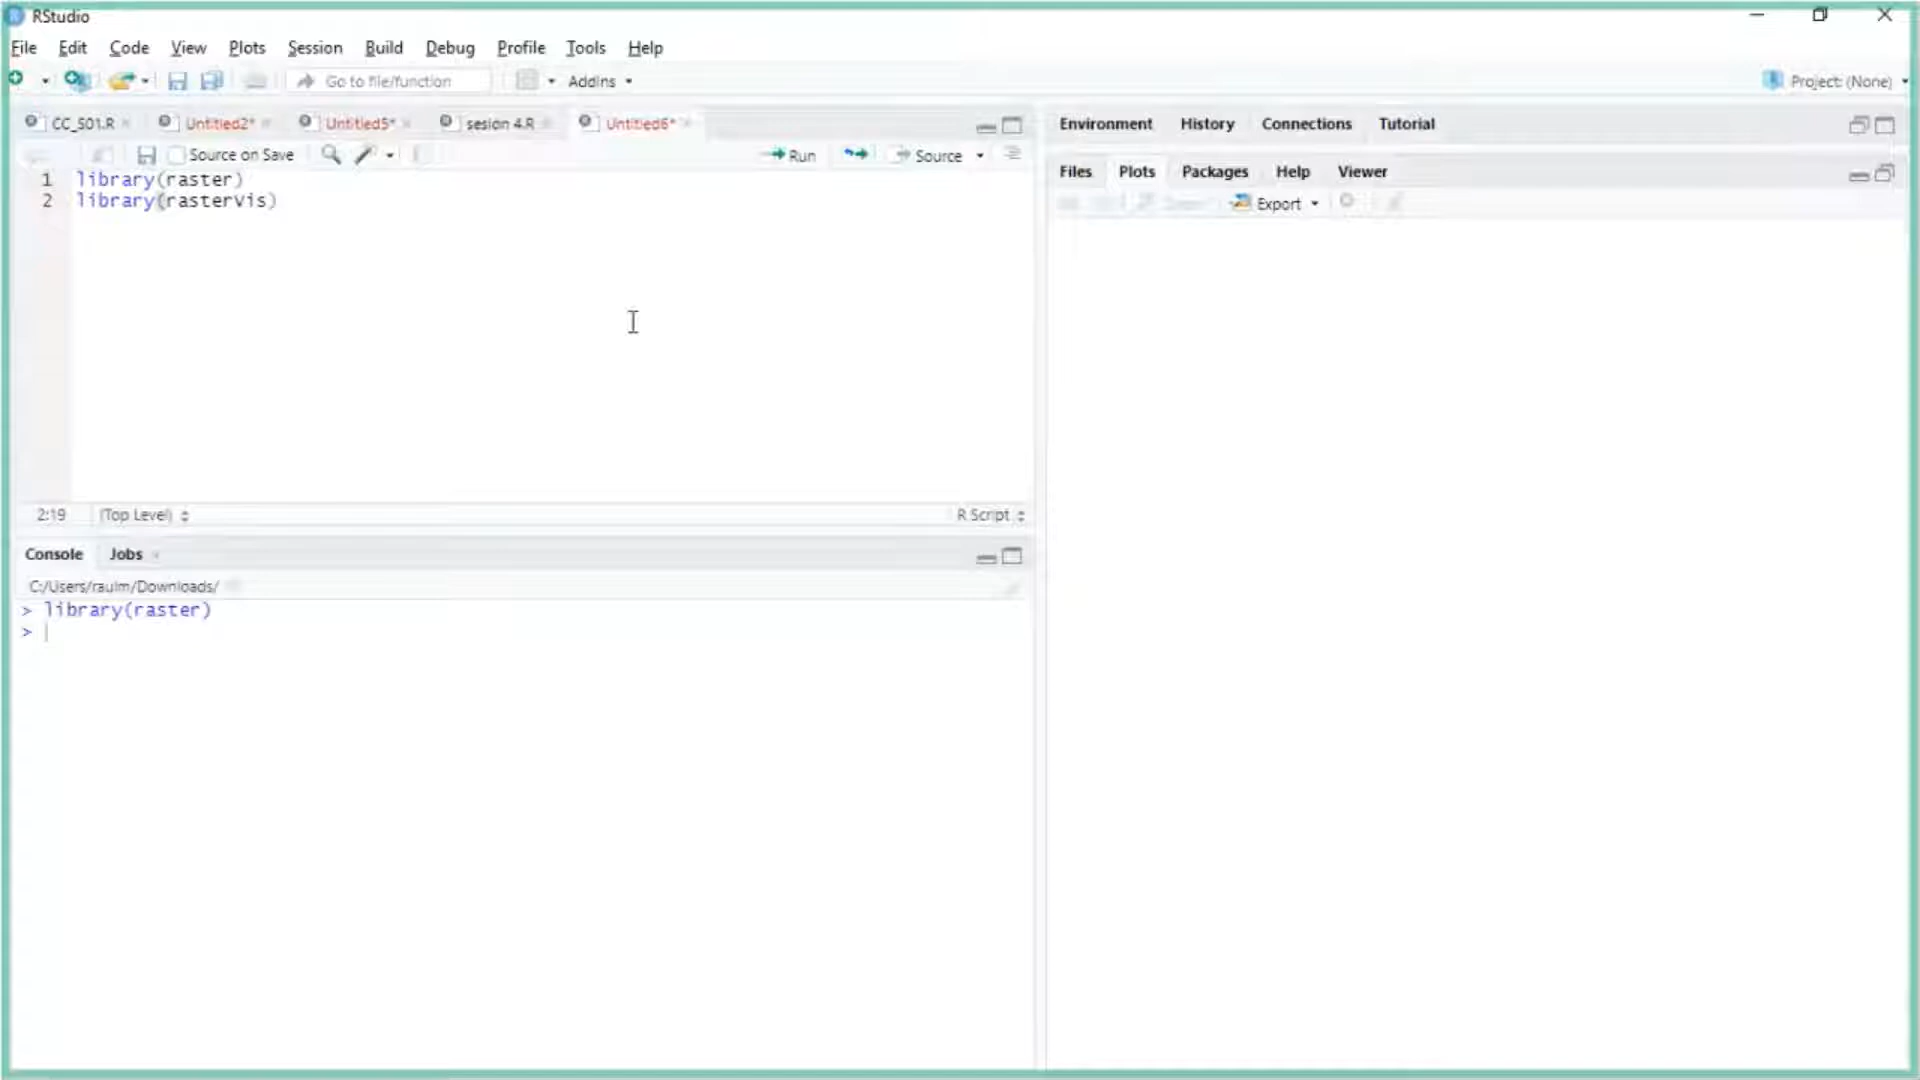 RStudio
File Edit Code View Plots Session Build Debug Profile Tools Help
Go to file/function Addins Project: (None)
CC_S01.R Untitled2* Untitled5* sesion 4.R Untitled6*
Source on Save Run Source
1 library(raster)
2 library(rasterVis)
2:19 (Top Level) R Script
Console Jobs
C:/Users/raulm/Downloads/
> library(raster)
>
Environment History Connections Tutorial
Files Plots Packages Help Viewer
Export